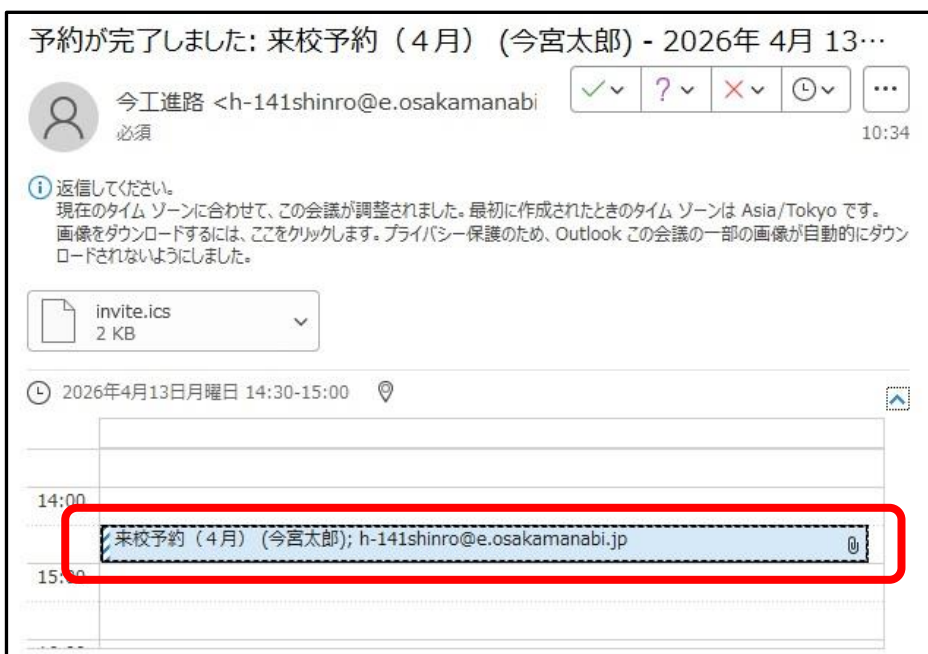 予約が完了しました: 来校予約（４月） (今宮太郎) - 2026年 4月 13…
今工進路 <h-141shinro@e.osakamanabi
必須
10:34
返信してください。
現在のタイム ゾーンに合わせて、この会議が調整されました。最初に作成されたときのタイム ゾーンは Asia/Tokyo です。
画像をダウンロードするには、ここをクリックします。プライバシー保護のため、Outlook この会議の一部の画像が自動的にダウン
ロードされないようにしました。
invite.ics
2 KB
2026年4月13日月曜日 14:30-15:00
14:00
来校予約（４月） (今宮太郎); h-141shinro@e.osakamanabi.jp
15:00